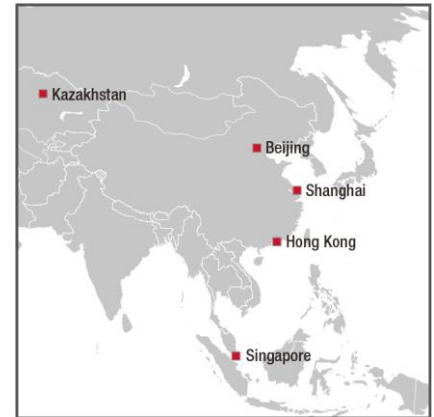 Kazakhstan
Beijing
Shanghai
Hong Kong
Singapore